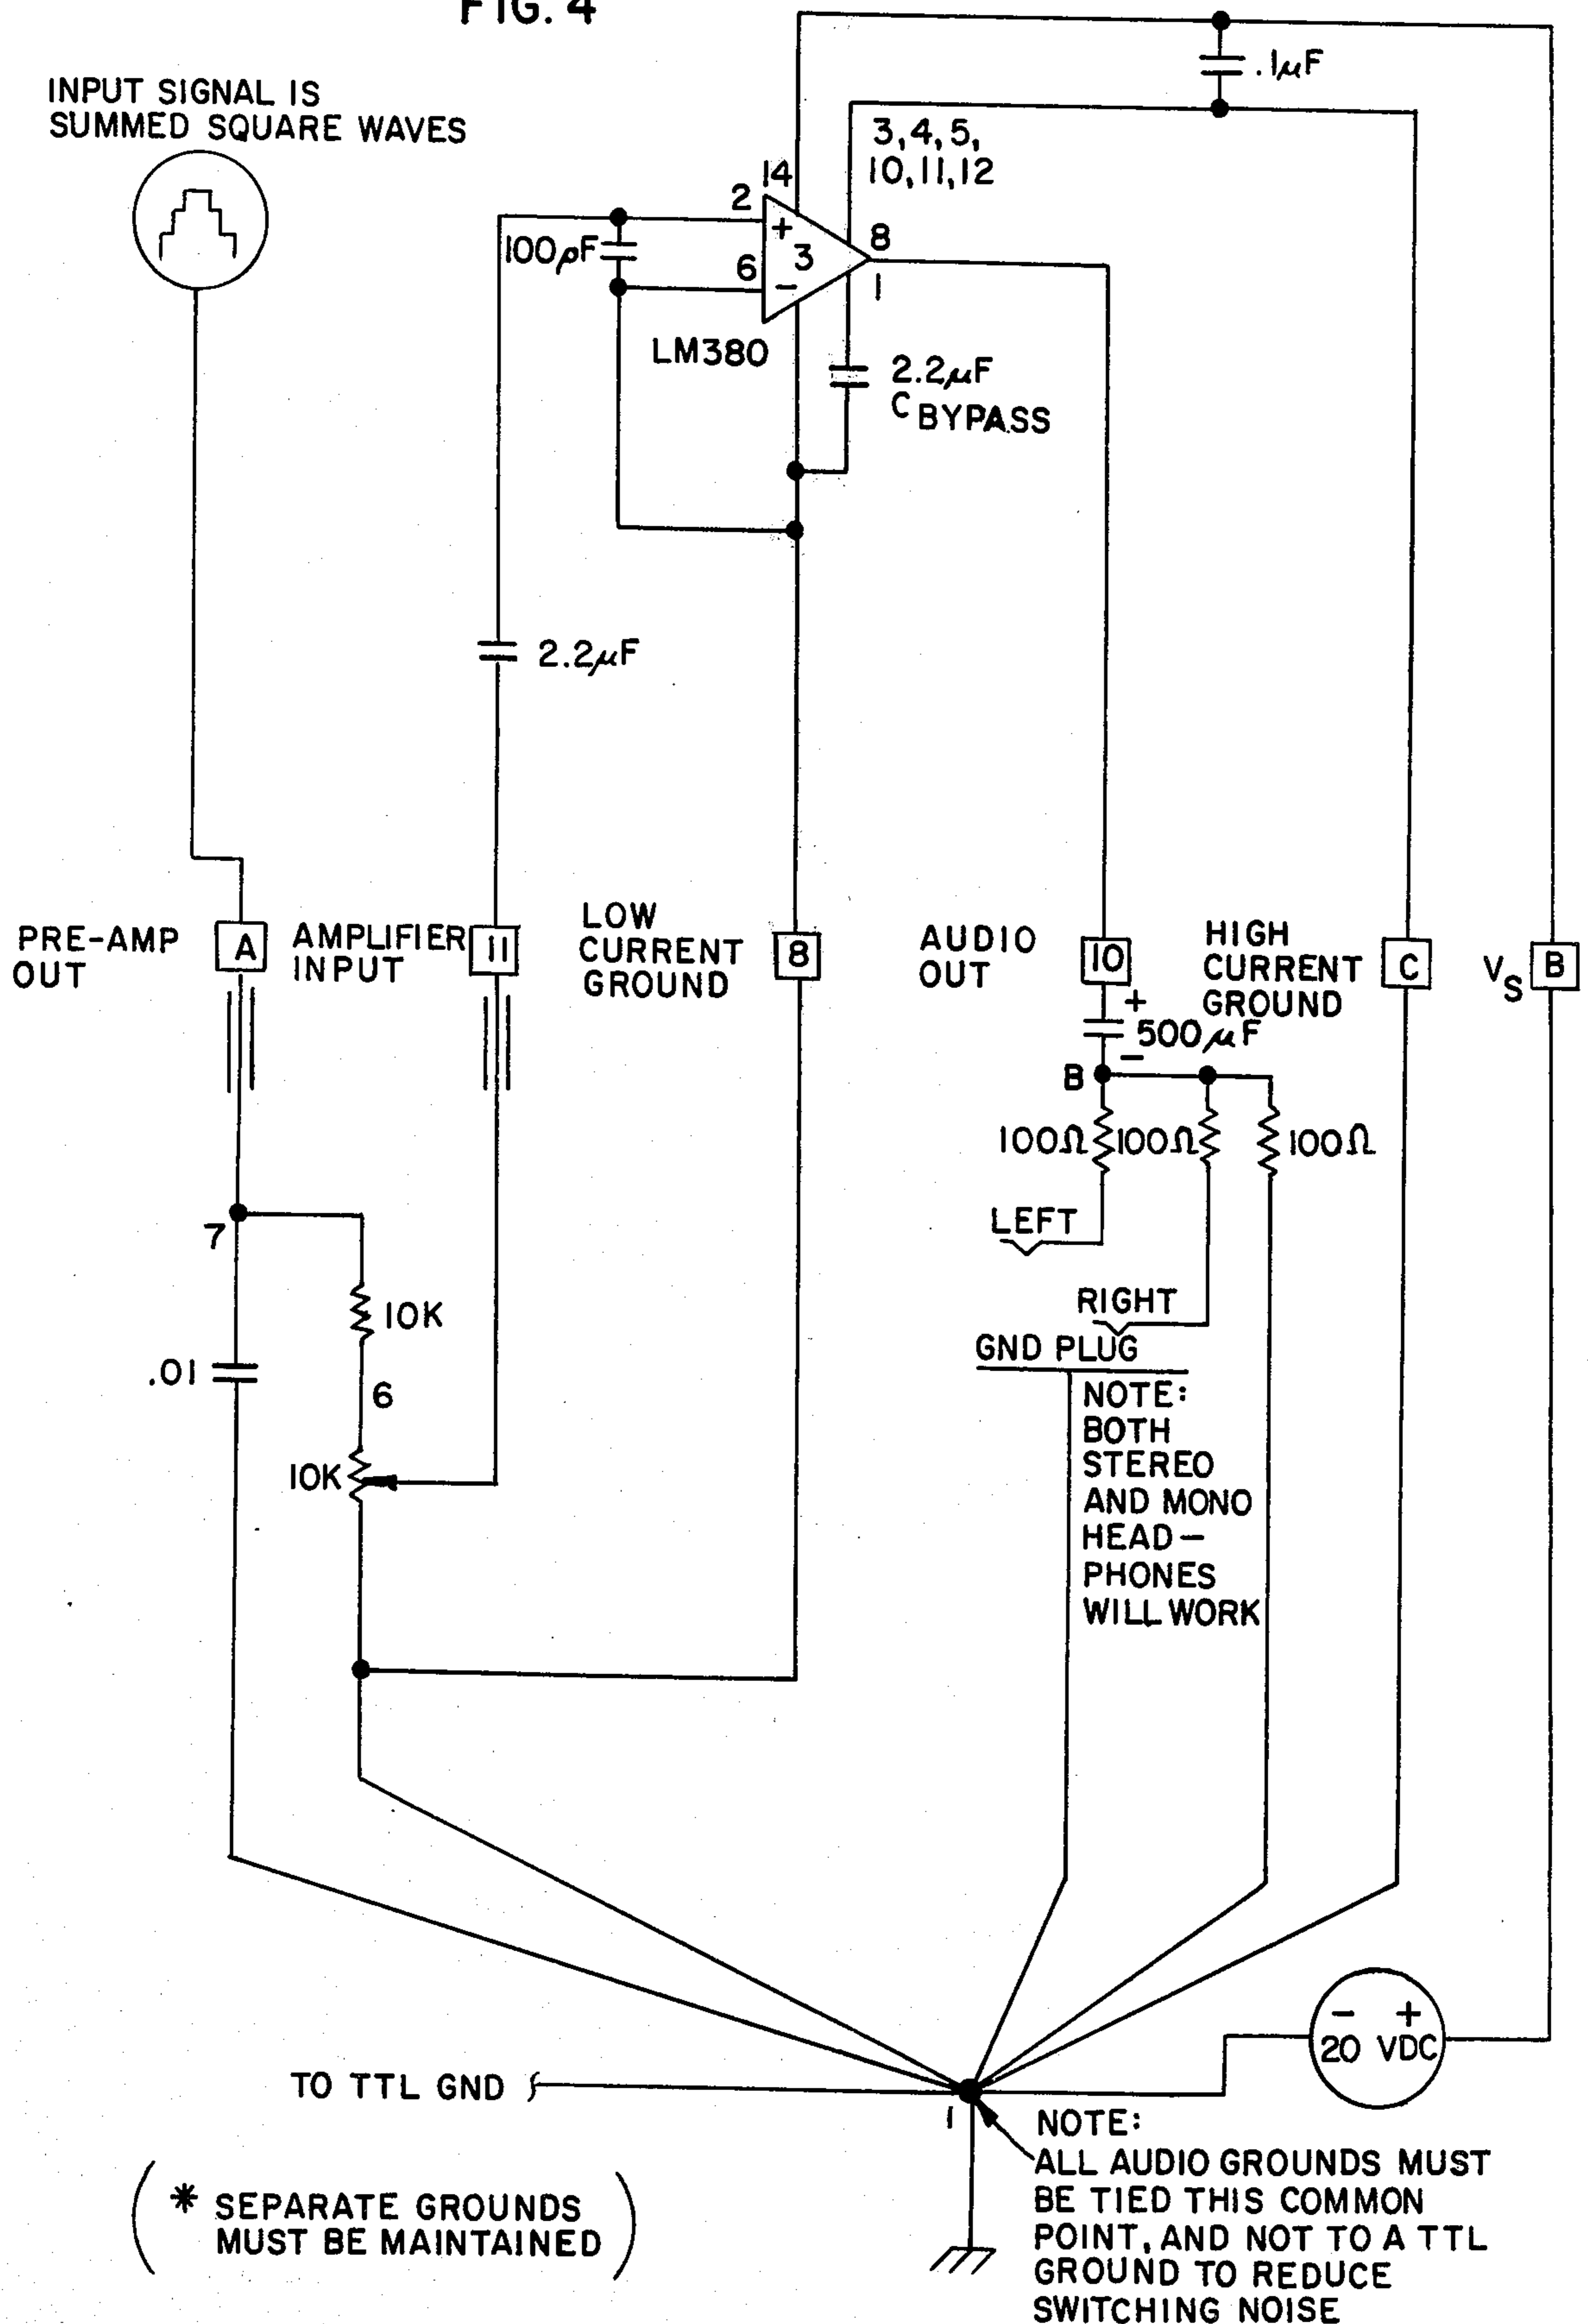 FIG. 4
INPUT SIGNAL IS
SUMMED SQUARE WAVES
.1μF
3,4,5,
10,11,12
14
2
+
100pF
3
8
6
-
1
LM380
2.2μF
C BYPASS
2.2μF
PRE-AMP
OUT
A
AMPLIFIER
INPUT
11
LOW
CURRENT
GROUND
8
AUDIO
OUT
10
HIGH
CURRENT
GROUND
C
VS
B
+
500μF
-
B
100Ω
100Ω
100Ω
LEFT
7
RIGHT
10K
GND PLUG
.01
6
NOTE:
BOTH
STEREO
AND MONO
HEAD-
PHONES
WILL WORK
10K
- +
20 VDC
TO TTL GND
1
NOTE:
ALL AUDIO GROUNDS MUST
BE TIED THIS COMMON
POINT, AND NOT TO A TTL
GROUND TO REDUCE
SWITCHING NOISE
(* SEPARATE GROUNDS
MUST BE MAINTAINED)